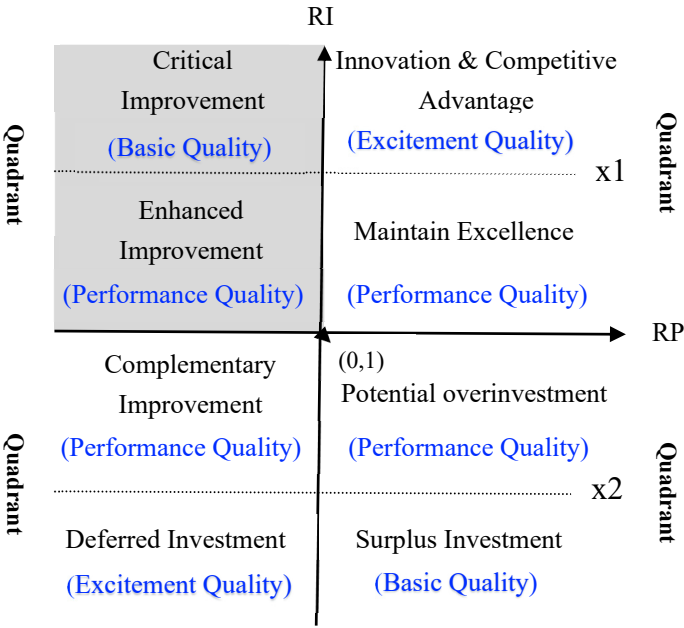 RI
Critical
Improvement
(Basic Quality)
Innovation & Competitive
Advantage
(Excitement Quality)
Quadrant
Quadrant
x1
Enhanced
Improvement
(Performance Quality)
Maintain Excellence
(Performance Quality)
RP
(0,1)
Complementary
Improvement
(Performance Quality)
Potential overinvestment
(Performance Quality)
Quadrant
Quadrant
x2
Deferred Investment
(Excitement Quality)
Surplus Investment
(Basic Quality)